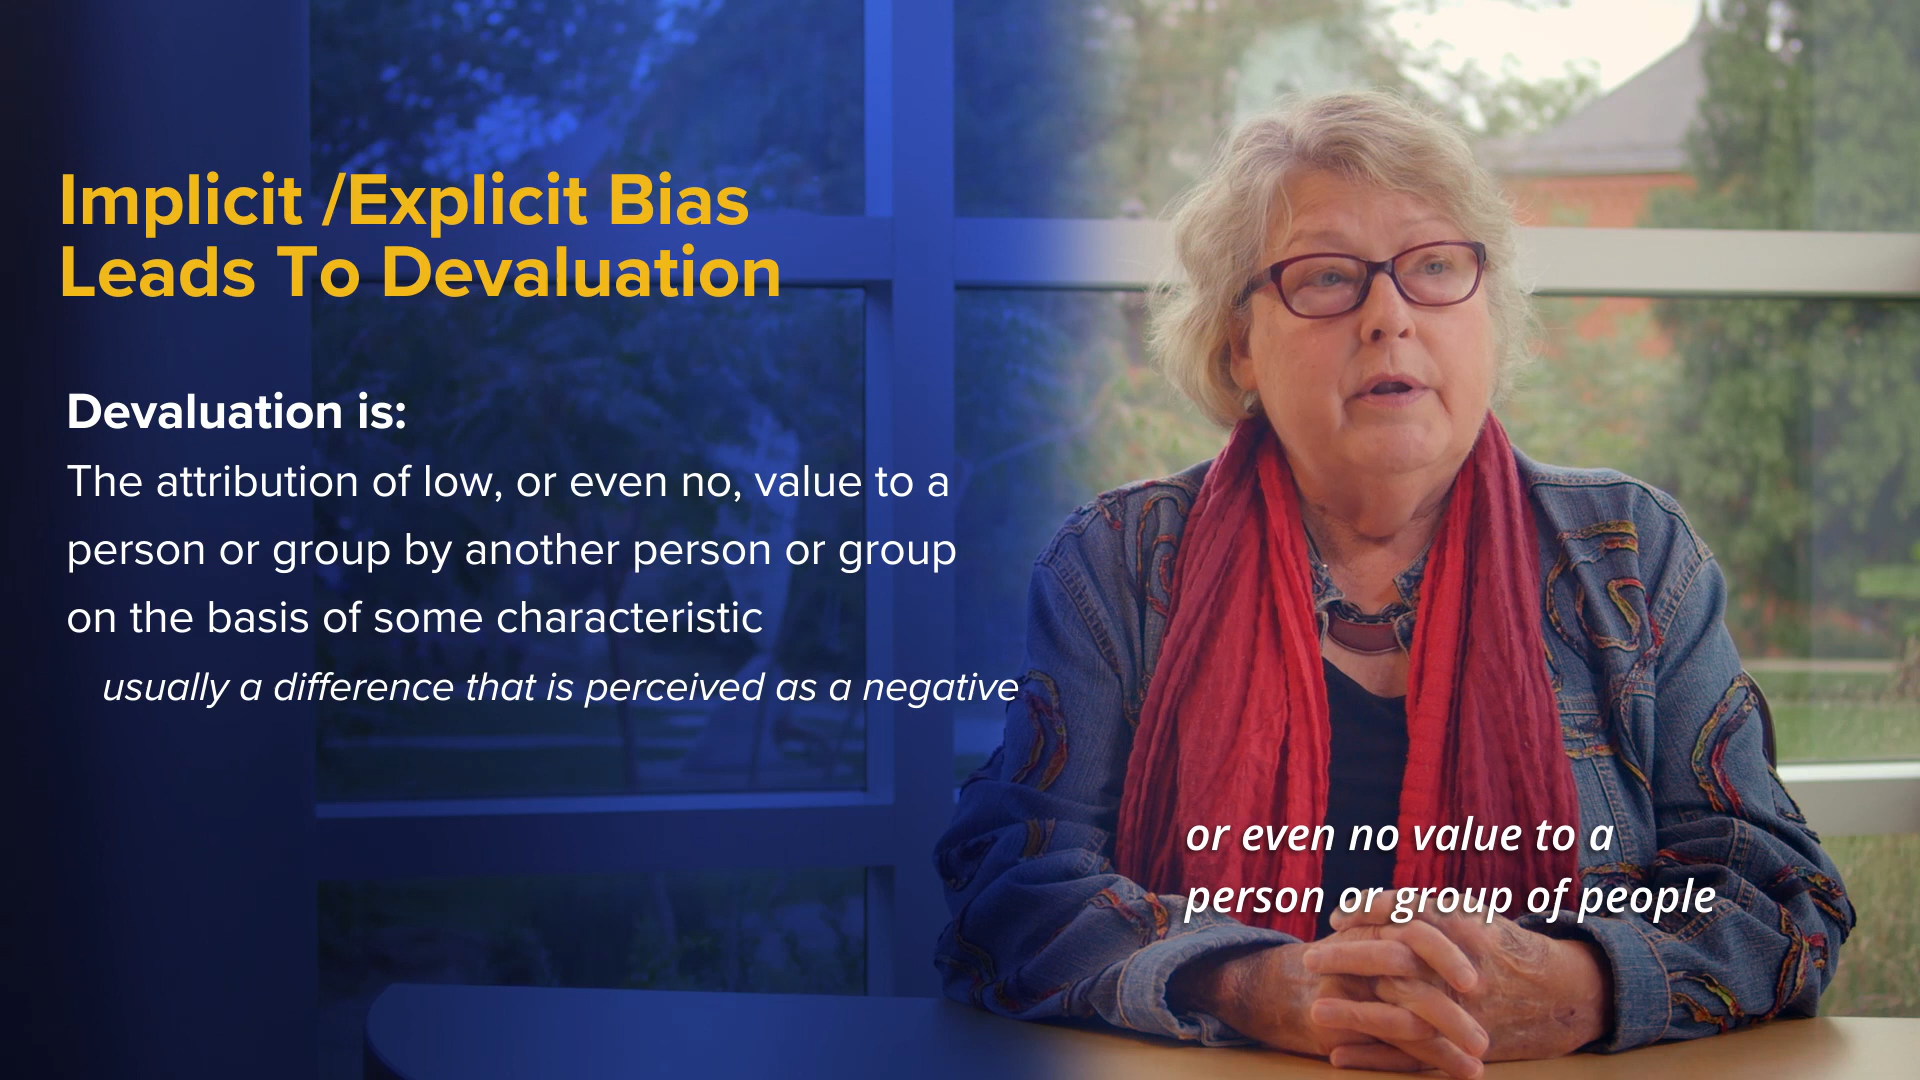 Implicit /Explicit Bias
Leads To Devaluation
Devaluation is:
The attribution of low, or even no, value to a
person or group by another person or group
on the basis of some characteristic
usually a difference that is perceived as a negative
or even no value to a
person or group of people